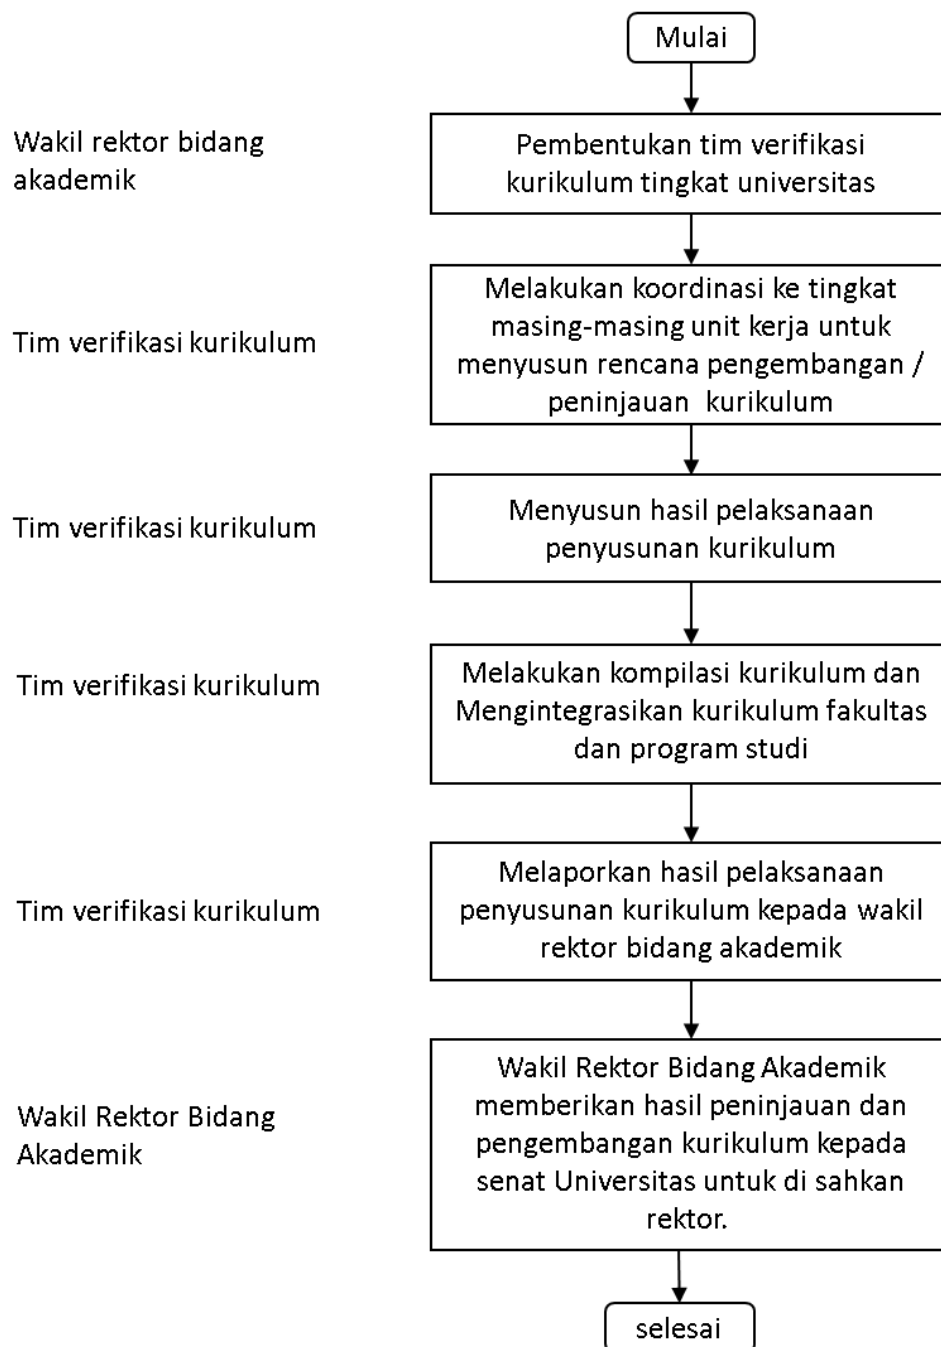 Mulai
Wakil rektor bidang
akademik
Pembentukan tim verifikasi
kurikulum tingkat universitas
Tim verifikasi kurikulum
Melakukan koordinasi ke tingkat
masing-masing unit kerja untuk
menyusun rencana pengembangan /
peninjauan kurikulum
Tim verifikasi kurikulum
Menyusun hasil pelaksanaan
penyusunan kurikulum
Tim verifikasi kurikulum
Melakukan kompilasi kurikulum dan
Mengintegrasikan kurikulum fakultas
dan program studi
Tim verifikasi kurikulum
Melaporkan hasil pelaksanaan
penyusunan kurikulum kepada wakil
rektor bidang akademik
Wakil Rektor Bidang
Akademik
Wakil Rektor Bidang Akademik
memberikan hasil peninjauan dan
pengembangan kurikulum kepada
senat Universitas untuk di sahkan
rektor.
selesai